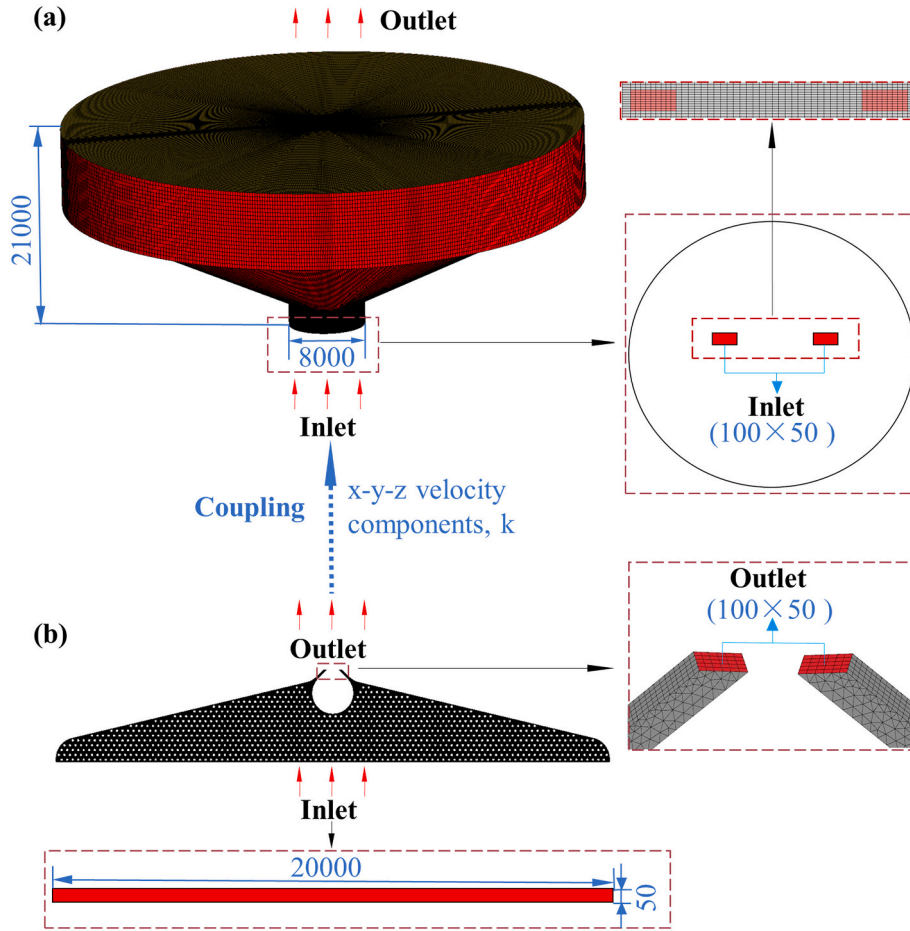 (a)
Outlet
21000
8000
Inlet
Inlet
(100×50 )
Coupling
x-y-z velocity
components, k
Outlet
(100×50 )
(b)
Outlet
Inlet
20000
50